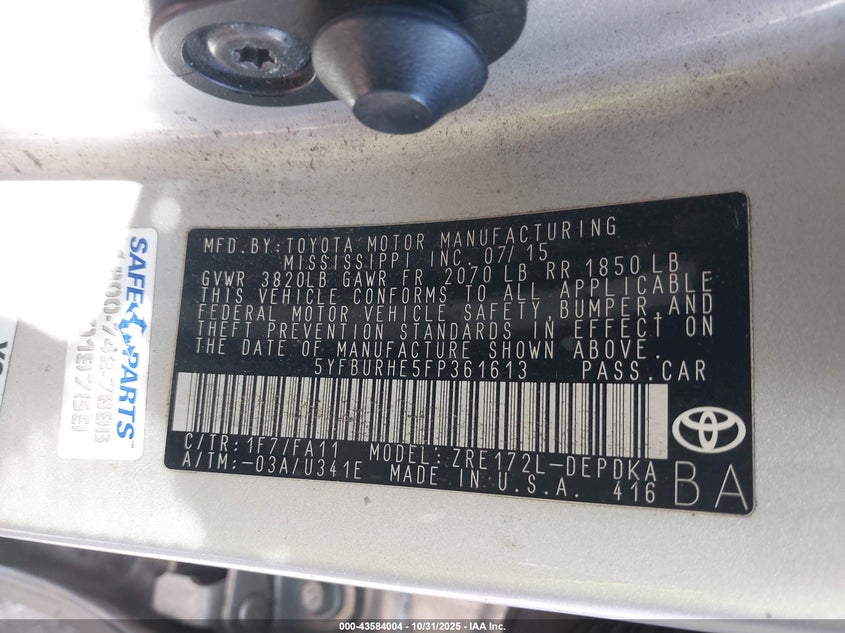 MFD.BY:TOYOTA MOTOR MANUFACTURING
MISSISSIPPI INC. 07/15
GVWR 3820LB GAWR FR 2070 LB RR 1850 LB
THIS VEHICLE CONFORMS TO ALL APPLICABLE
FEDERAL MOTOR VEHICLE SAFETY,BUMPER,AND
THEFT PREVENTION STANDARDS IN EFFECT ON
THE DATE OF MANUFACTURE SHOWN ABOVE.
5YFBURHE5FP361613 PASS.CAR
C/TR:1F7/FA11 MODEL:ZRE172L-DEPDKA
A/TM:-03A/U341E MADE IN U.S.A. 416
BA
SAFE PARTS™
000-43584004 | 10/31/2025 - IAA Inc.